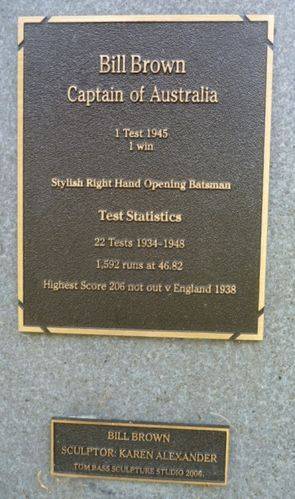 Bill Brown
Captain of Australia
1 Test 1945
1 win
Stylish Right Hand Opening Batsman
Test Statistics
22 Tests 1934-1948
1,592 runs at 46.82
Highest Score 206 not out v England 1938
BILL BROWN
SCULPTOR: KAREN ALEXANDER
TOM BASS SCULPTURE STUDIO 2006.